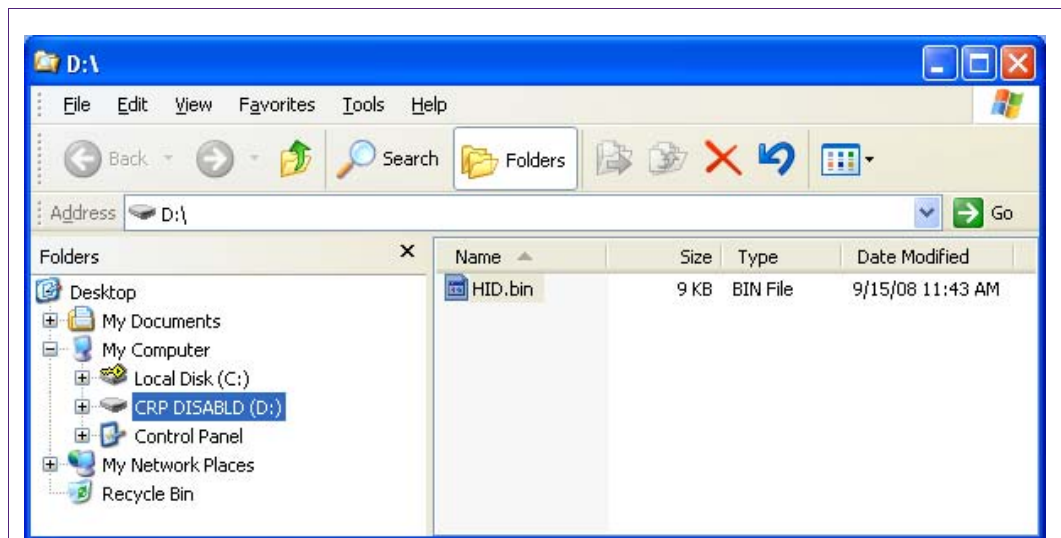 D:\
File Edit View Favorites Tools Help
Back Search Folders
Address D:\ Go
Folders x Name Size Type Date Modified
Desktop HID.bin 9 KB BIN File 9/15/08 11:43 AM
My Documents
My Computer
Local Disk (C:)
CRP DISABLD (D:)
Control Panel
My Network Places
Recycle Bin